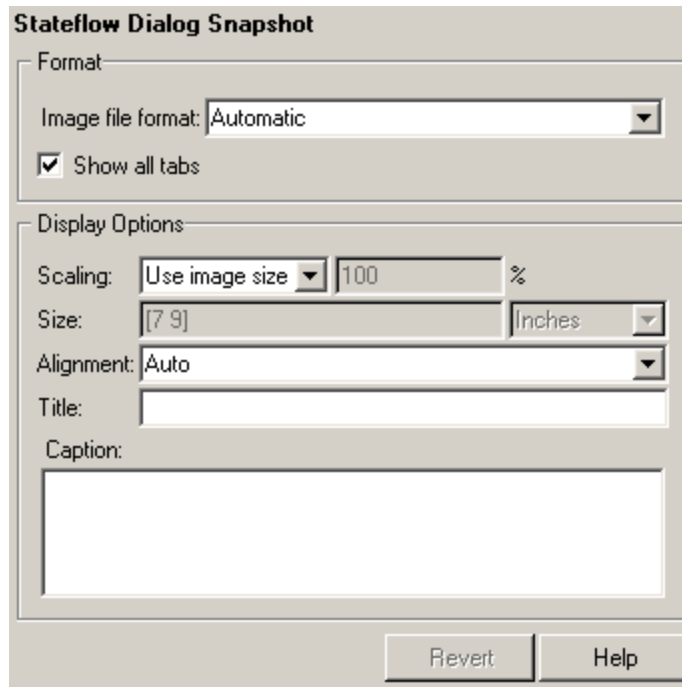 Stateflow Dialog Snapshot
Format
Image file format: Automatic
Show all tabs
Display Options
Scaling: Use image size 100 %
Size: [7 9] Inches
Alignment: Auto
Title:
Caption:
Revert Help